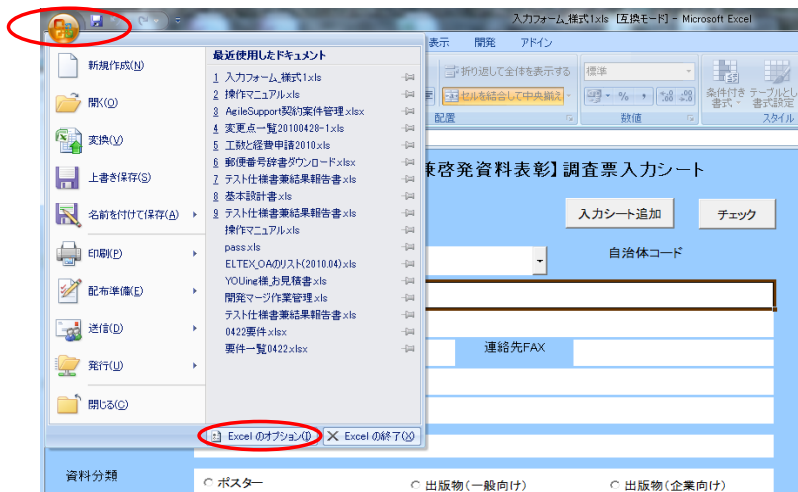 入力フォーム_様式1.xls [互換モード] - Microsoft Excel
表示 開発 アドイン
折り返して全体を表示する 標準
セルを結合して中央揃え
条件付き書式 テーブルとし書式設定
配置 数値 スタイル
新規作成(N)
開く(O)
変換(V)
上書き保存(S)
名前を付けて保存(A)
印刷(P)
配布準備(E)
送信(D)
発行(U)
閉じる(C)
最近使用したドキュメント
1 入力フォーム_様式1.xls
2 操作マニュアル.xls
3 AgileSupport契約案件管理.xlsx
4 変更点一覧20100428-1.xls
5 工数と経費申請2010.xls
6 郵便番号辞書ダウンロード.xlsx
7 テスト仕様書兼結果報告書.xls
8 基本設計書.xls
9 テスト仕様書兼結果報告書.xls
操作マニュアル.xls
pass.xls
ELTEX_OAのリスト(2010.04).xls
YOUing様_お見積書.xls
開発マージ作業管理.xls
テスト仕様書兼結果報告書.xls
0422要件.xlsx
要件一覧0422.xlsx
Excel のオプション(I) Excel の終了(X)
啓発資料表彰】調査票入力シート
入力シート追加 チェック
自治体コード
連絡先FAX
資料分類 ポスター 出版物(一般向け) 出版物(企業向け)